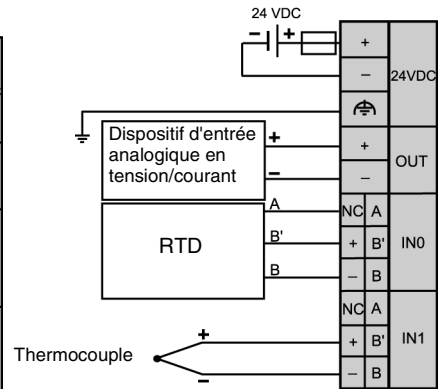 24 VDC
- +
+
- 24VDC
Dispositif d'entrée
analogique en
tension/courant
+
-
+
- OUT
RTD
A
B'
B
NC A
+ B' IN0
- B
Thermocouple
+
-
NC A
+ B' IN1
- B